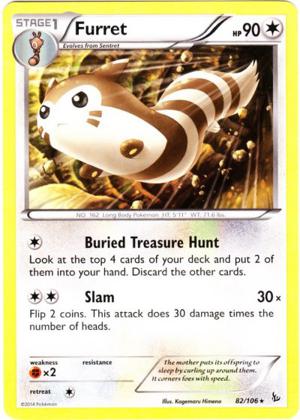 STAGE1 Furret HP 90
Evolves from Sentret
NO. 162 Long Body Pokémon HT: 5'11" WT: 71.6 lbs.
Buried Treasure Hunt
Look at the top 4 cards of your deck and put 2 of
them into your hand. Discard the other cards.
Slam 30×
Flip 2 coins. This attack does 30 damage times the
number of heads.
weakness resistance
×2
retreat
The mother puts its offspring to
sleep by curling up around them.
It corners foes with speed.
Illus. Kagemaru Himeno 82/106 ★
©2014 Pokémon